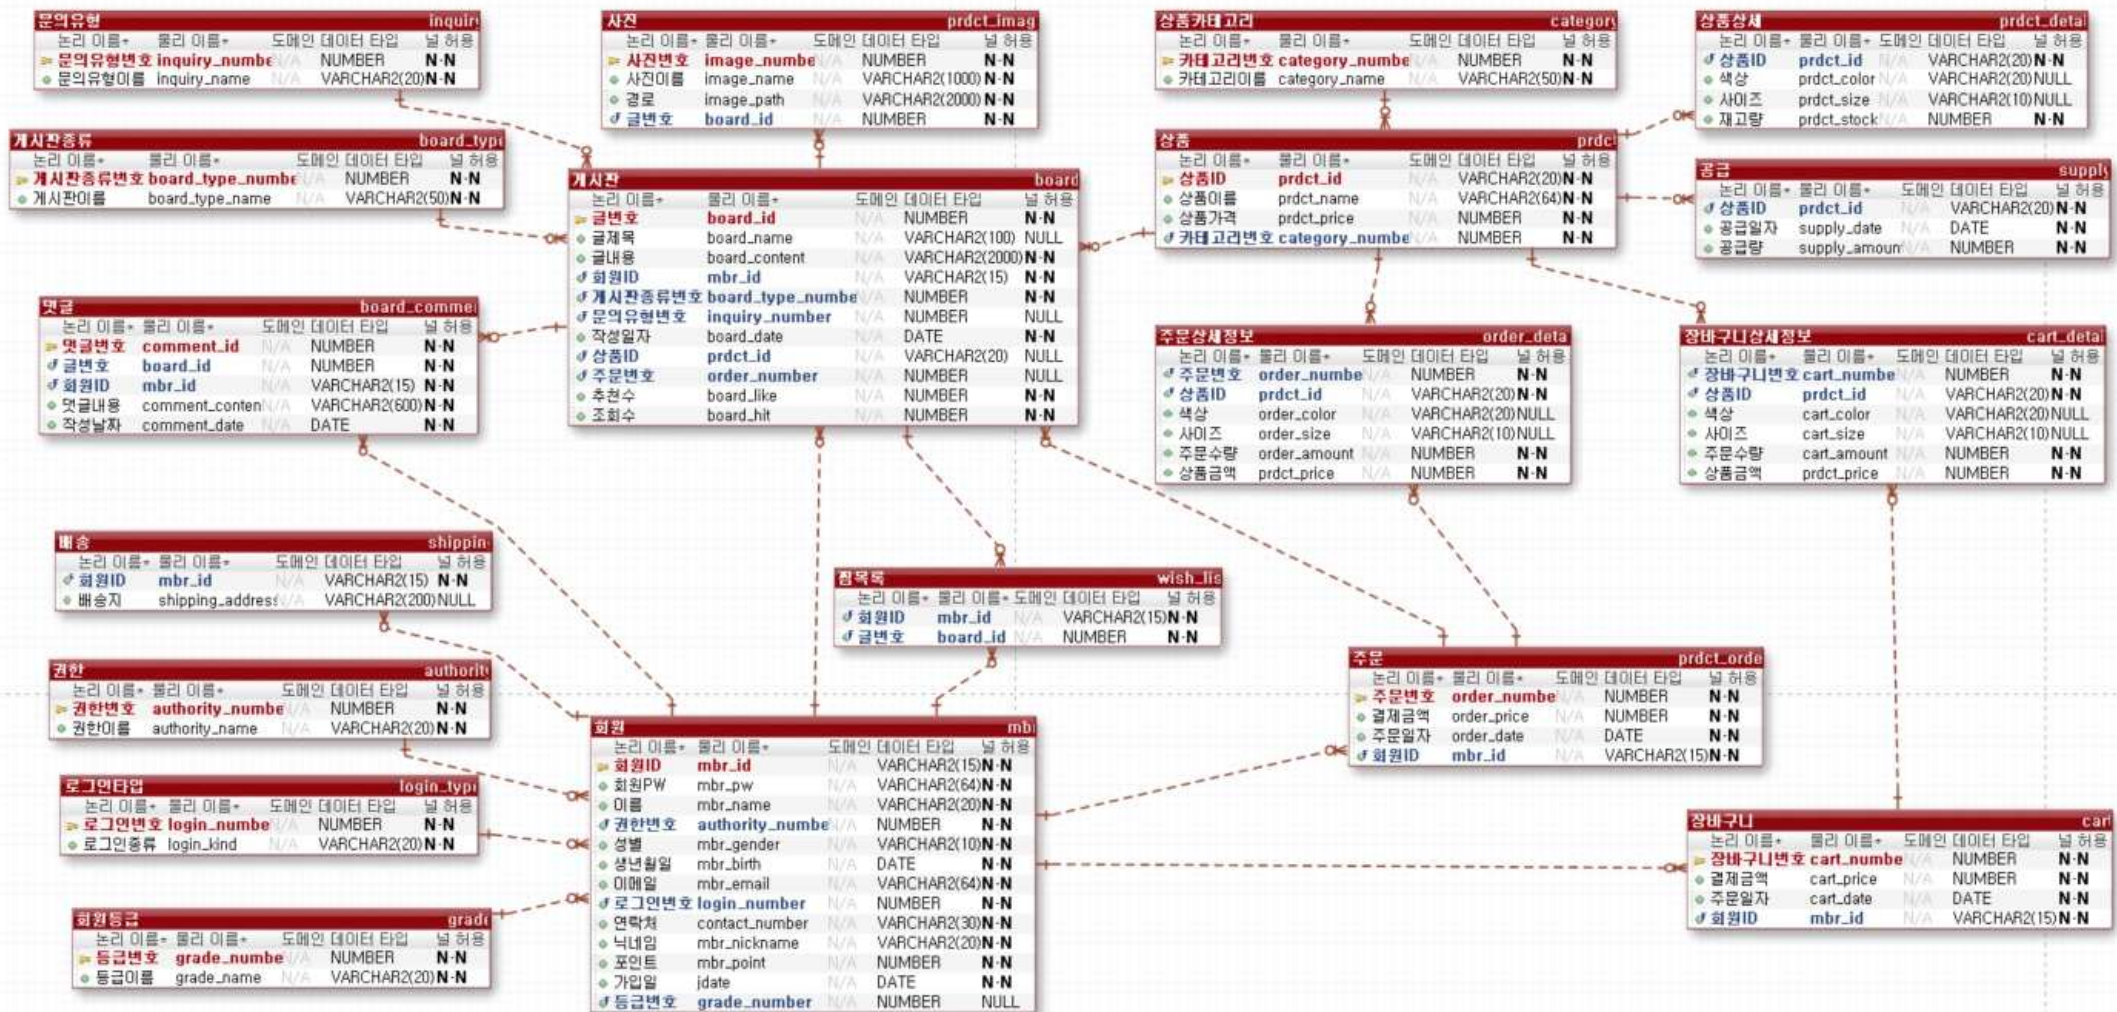 문의유형 inquiry
논리 이름 물리 이름 도메인 데이터 타입 널 허용
문의유형번호 inquiry_numbe N/A NUMBER N-N
문의유형이름 inquiry_name N/A VARCHAR2(20) N-N
사진 prdct_imag
논리 이름 물리 이름 도메인 데이터 타입 널 허용
사진번호 image_numbe N/A NUMBER N-N
사진이름 image_name N/A VARCHAR2(1000) N-N
경로 image_path N/A VARCHAR2(2000) N-N
글번호 board_id N/A NUMBER N-N
상품카테고리 category
논리 이름 물리 이름 도메인 데이터 타입 널 허용
카테고리번호 category_numbe N/A NUMBER N-N
카테고리이름 category_name N/A VARCHAR2(50) N-N
상품상세 prdct_detai
논리 이름 물리 이름 도메인 데이터 타입 널 허용
상품ID prdct_id N/A VARCHAR2(20) N-N
색상 prdct_color N/A VARCHAR2(20) NULL
사이즈 prdct_size N/A VARCHAR2(10) NULL
재고량 prdct_stock N/A NUMBER N-N
게시판종류 board_type
논리 이름 물리 이름 도메인 데이터 타입 널 허용
게시판종류번호 board_type_numbe N/A NUMBER N-N
게시판이름 board_type_name N/A VARCHAR2(50) N-N
게시판 board
논리 이름 물리 이름 도메인 데이터 타입 널 허용
글번호 board_id N/A NUMBER N-N
글제목 board_name N/A VARCHAR2(100) NULL
글내용 board_content N/A VARCHAR2(2000) N-N
회원ID mbr_id N/A VARCHAR2(15) N-N
게시판종류번호 board_type_numbe N/A NUMBER N-N
문의유형번호 inquiry_number N/A NUMBER NULL
작성일자 board_date N/A DATE N-N
상품ID prdct_id N/A VARCHAR2(20) NULL
주문번호 order_number N/A NUMBER NULL
추천수 board_like N/A NUMBER N-N
조회수 board_hit N/A NUMBER N-N
상품 prdct
논리 이름 물리 이름 도메인 데이터 타입 널 허용
상품ID prdct_id N/A VARCHAR2(20) N-N
상품이름 prdct_name N/A VARCHAR2(64) N-N
상품가격 prdct_price N/A NUMBER N-N
카테고리번호 category_numbe N/A NUMBER N-N
공급 supply
논리 이름 물리 이름 도메인 데이터 타입 널 허용
상품ID prdct_id N/A VARCHAR2(20) N-N
공급일자 supply_date N/A DATE N-N
공급량 supply_amoun N/A NUMBER N-N
댓글 board_commei
논리 이름 물리 이름 도메인 데이터 타입 널 허용
댓글번호 comment_id N/A NUMBER N-N
글번호 board_id N/A NUMBER N-N
회원ID mbr_id N/A VARCHAR2(15) N-N
댓글내용 comment_conten N/A VARCHAR2(600) N-N
작성날짜 comment_date N/A DATE N-N
주문상세정보 order_deta
논리 이름 물리 이름 도메인 데이터 타입 널 허용
주문번호 order_numbe N/A NUMBER N-N
상품ID prdct_id N/A VARCHAR2(20) N-N
색상 order_color N/A VARCHAR2(20) NULL
사이즈 order_size N/A VARCHAR2(10) NULL
주문수량 order_amount N/A NUMBER N-N
상품금액 prdct_price N/A NUMBER N-N
장바구니상세정보 cart_detai
논리 이름 물리 이름 도메인 데이터 타입 널 허용
장바구니번호 cart_numbe N/A NUMBER N-N
상품ID prdct_id N/A VARCHAR2(20) N-N
색상 cart_color N/A VARCHAR2(20) NULL
사이즈 cart_size N/A VARCHAR2(10) NULL
주문수량 cart_amount N/A NUMBER N-N
상품금액 prdct_price N/A NUMBER N-N
배송 shippin
논리 이름 물리 이름 도메인 데이터 타입 널 허용
회원ID mbr_id N/A VARCHAR2(15) N-N
배송지 shipping_address N/A VARCHAR2(200) NULL
찜목록 wish_lis
논리 이름 물리 이름 도메인 데이터 타입 널 허용
회원ID mbr_id N/A VARCHAR2(15) N-N
글번호 board_id N/A NUMBER N-N
권한 authority
논리 이름 물리 이름 도메인 데이터 타입 널 허용
권한번호 authority_numbe N/A NUMBER N-N
권한이름 authority_name N/A VARCHAR2(20) N-N
주문 prdct_orde
논리 이름 물리 이름 도메인 데이터 타입 널 허용
주문번호 order_numbe N/A NUMBER N-N
결제금액 order_price N/A NUMBER N-N
주문일자 order_date N/A DATE N-N
회원ID mbr_id N/A VARCHAR2(15) N-N
회원 mbr
논리 이름 물리 이름 도메인 데이터 타입 널 허용
회원ID mbr_id N/A VARCHAR2(15) N-N
회원PW mbr_pw N/A VARCHAR2(64) N-N
이름 mbr_name N/A VARCHAR2(20) N-N
권한번호 authority_numbe N/A NUMBER N-N
성별 mbr_gender N/A VARCHAR2(10) N-N
생년월일 mbr_birth N/A DATE N-N
이메일 mbr_email N/A VARCHAR2(64) N-N
로그인번호 login_number N/A NUMBER N-N
연락처 contact_number N/A VARCHAR2(30) N-N
닉네임 mbr_nickname N/A VARCHAR2(20) N-N
포인트 mbr_point N/A NUMBER N-N
가입일 jdate N/A DATE N-N
등급번호 grade_number N/A NUMBER NULL
로그인타입 login_type
논리 이름 물리 이름 도메인 데이터 타입 널 허용
로그인번호 login_numbe N/A NUMBER N-N
로그인종류 login_kind N/A VARCHAR2(20) N-N
장바구니 cart
논리 이름 물리 이름 도메인 데이터 타입 널 허용
장바구니번호 cart_numbe N/A NUMBER N-N
결제금액 cart_price N/A NUMBER N-N
주문일자 cart_date N/A DATE N-N
회원ID mbr_id N/A VARCHAR2(15) N-N
회원등급 grade
논리 이름 물리 이름 도메인 데이터 타입 널 허용
등급번호 grade_numbe N/A NUMBER N-N
등급이름 grade_name N/A VARCHAR2(20) N-N